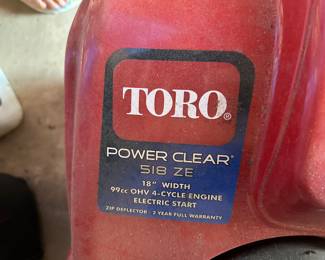 TORO®
POWER CLEAR®
518 ZE
18" WIDTH
99cc OHV 4-CYCLE ENGINE
ELECTRIC START
ZIP DEFLECTOR · 2 YEAR FULL WARRANTY